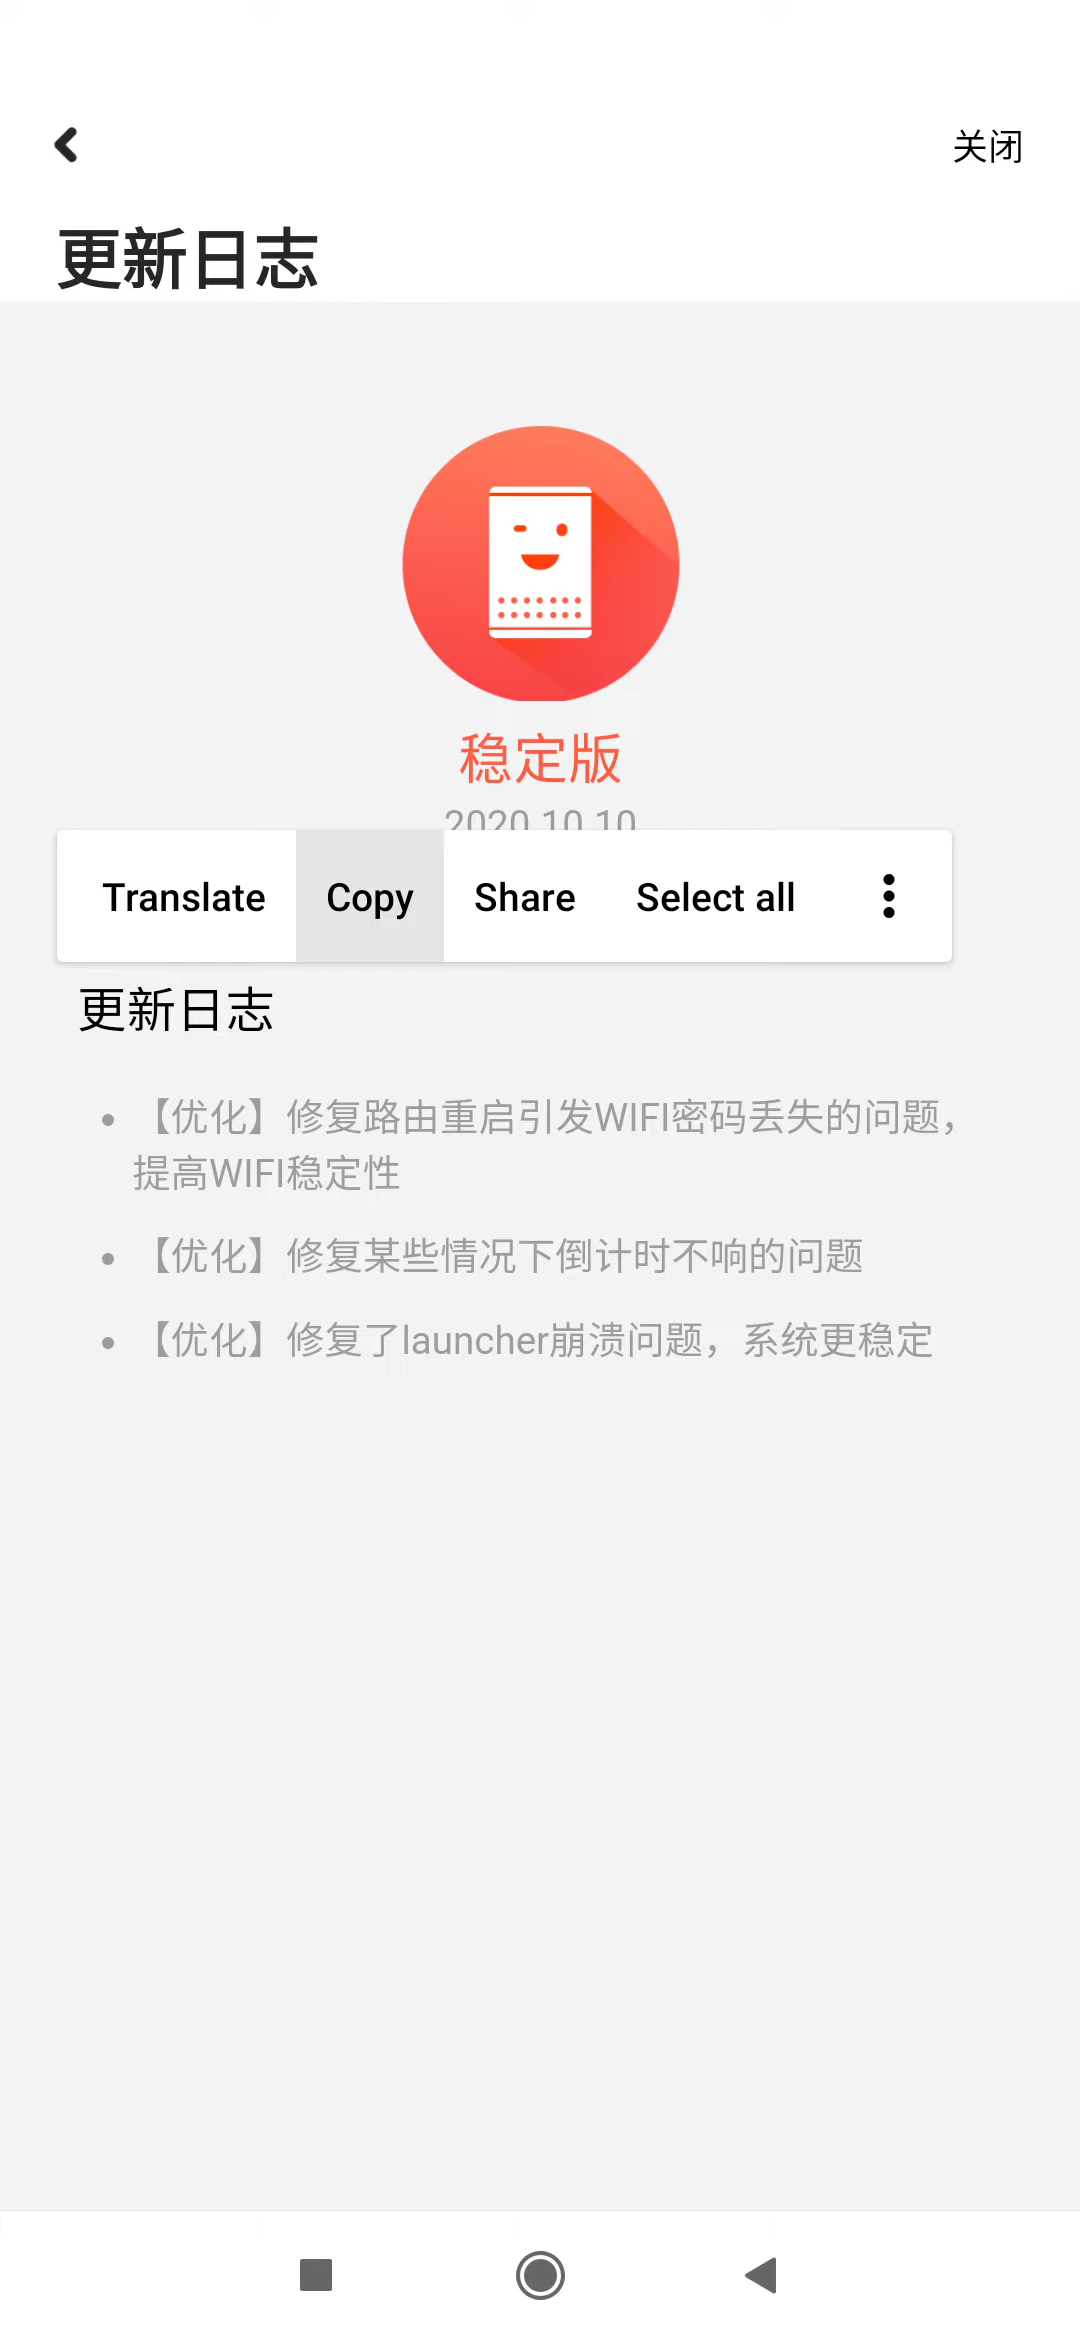 关闭
更新日志
稳定版
2020.10.10
Translate Copy Share Select all
更新日志
• 【优化】修复路由重启引发WIFI密码丢失的问题，
提高WIFI稳定性
• 【优化】修复某些情况下倒计时不响的问题
• 【优化】修复了launcher崩溃问题，系统更稳定